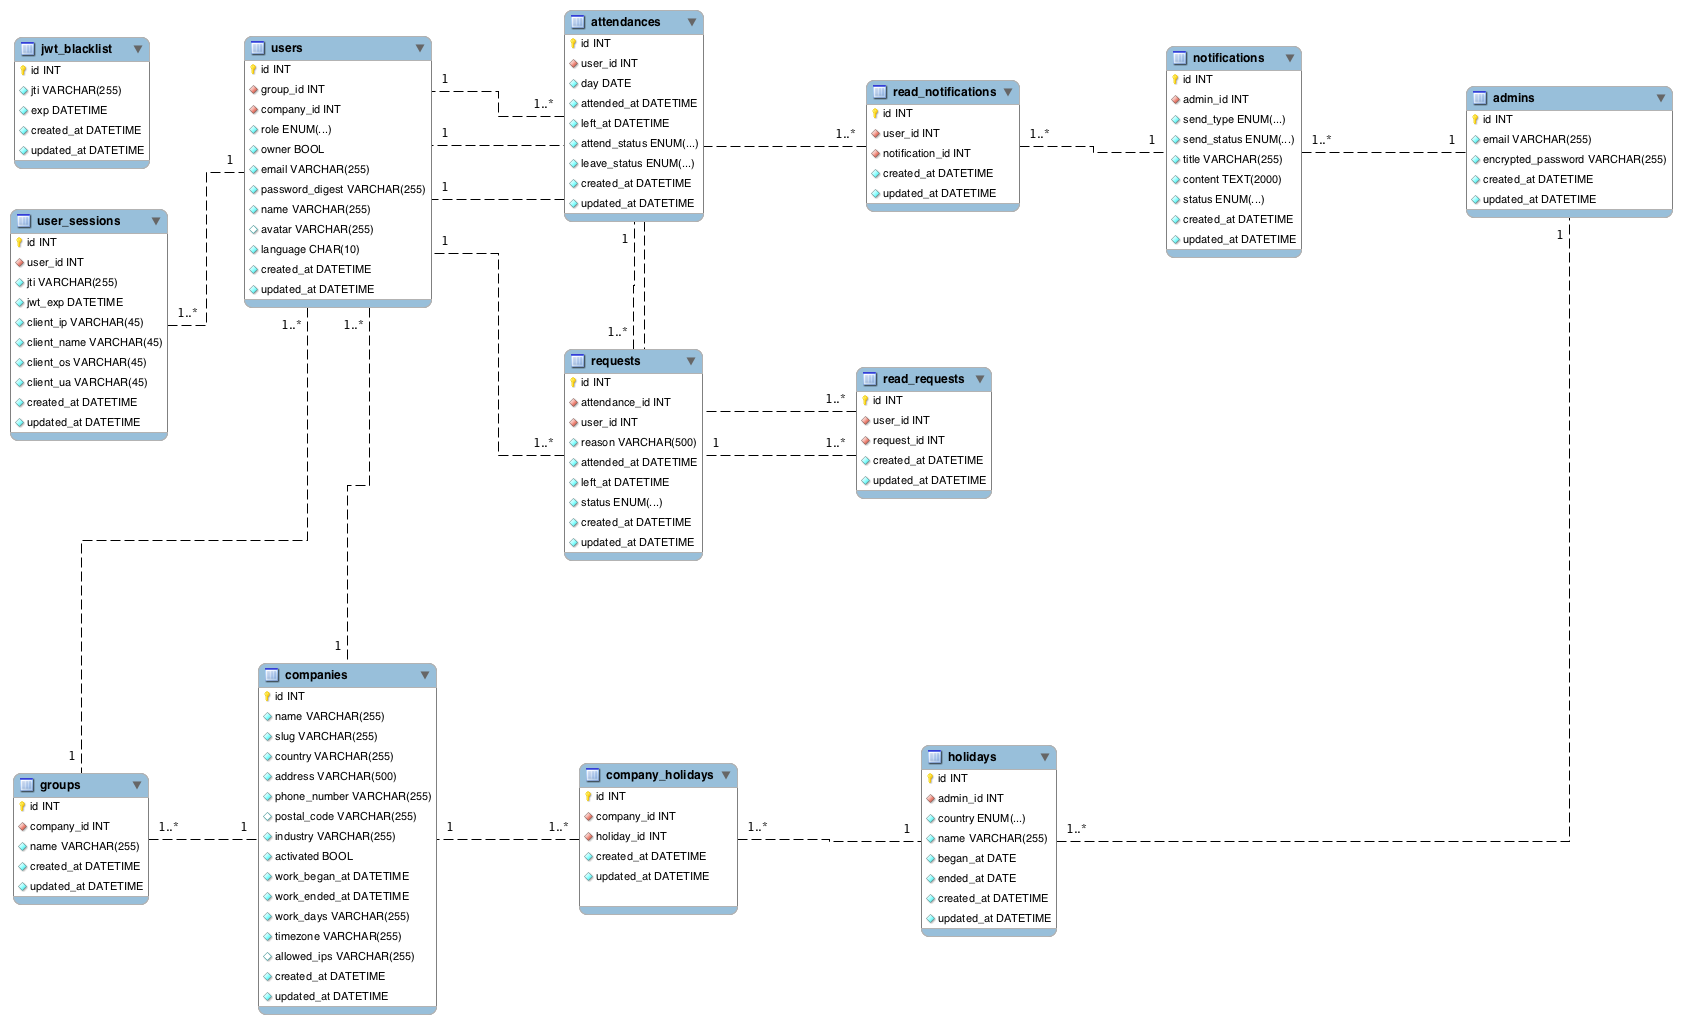 jwt_blacklist
id INT
jti VARCHAR(255)
exp DATETIME
created_at DATETIME
updated_at DATETIME
user_sessions
id INT
user_id INT
jti VARCHAR(255)
jwt_exp DATETIME
client_ip VARCHAR(45)
client_name VARCHAR(45)
client_os VARCHAR(45)
client_ua VARCHAR(45)
created_at DATETIME
updated_at DATETIME
1..*
1
users
id INT
group_id INT
company_id INT
role ENUM(...)
owner BOOL
email VARCHAR(255)
password_digest VARCHAR(255)
name VARCHAR(255)
avatar VARCHAR(255)
language CHAR(10)
created_at DATETIME
updated_at DATETIME
1
1..*
1
1
1
1..*
1..*
attendances
id INT
user_id INT
day DATE
attended_at DATETIME
left_at DATETIME
attend_status ENUM(...)
leave_status ENUM(...)
created_at DATETIME
updated_at DATETIME
1
1..*
1..*
requests
id INT
attendance_id INT
user_id INT
reason VARCHAR(500)
attended_at DATETIME
left_at DATETIME
status ENUM(...)
created_at DATETIME
updated_at DATETIME
1..*
1
1..*
read_requests
id INT
user_id INT
request_id INT
created_at DATETIME
updated_at DATETIME
1..*
read_notifications
id INT
user_id INT
notification_id INT
created_at DATETIME
updated_at DATETIME
1..*
1
notifications
id INT
admin_id INT
send_type ENUM(...)
send_status ENUM(...)
title VARCHAR(255)
content TEXT(2000)
status ENUM(...)
created_at DATETIME
updated_at DATETIME
1..*
1
admins
id INT
email VARCHAR(255)
encrypted_password VARCHAR(255)
created_at DATETIME
updated_at DATETIME
1
1
groups
id INT
company_id INT
name VARCHAR(255)
created_at DATETIME
updated_at DATETIME
1..*
1
1
companies
id INT
name VARCHAR(255)
slug VARCHAR(255)
country VARCHAR(255)
address VARCHAR(500)
phone_number VARCHAR(255)
postal_code VARCHAR(255)
industry VARCHAR(255)
activated BOOL
work_began_at DATETIME
work_ended_at DATETIME
work_days VARCHAR(255)
timezone VARCHAR(255)
allowed_ips VARCHAR(255)
created_at DATETIME
updated_at DATETIME
1
1..*
company_holidays
id INT
company_id INT
holiday_id INT
created_at DATETIME
updated_at DATETIME
1..*
1
holidays
id INT
admin_id INT
country ENUM(...)
name VARCHAR(255)
began_at DATE
ended_at DATE
created_at DATETIME
updated_at DATETIME
1..*